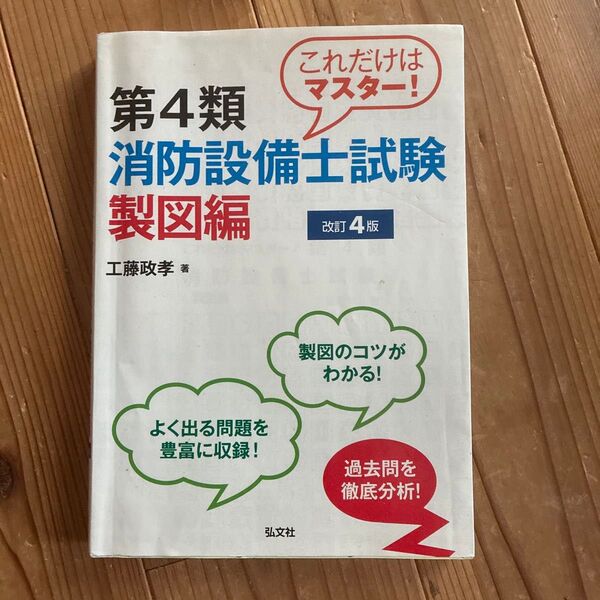 これだけは
マスター！
第4類
消防設備士試験
製図編
改訂4版
工藤政孝 著
製図のコツが
わかる！
よく出る問題を
豊富に収録！
過去問を
徹底分析！
弘文社